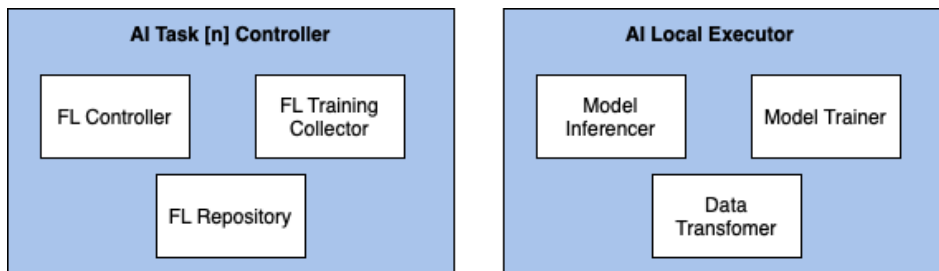 AI Task [n] Controller
FL Controller
FL Training
Collector
FL Repository
AI Local Executor
Model
Inferencer
Model Trainer
Data
Transfomer